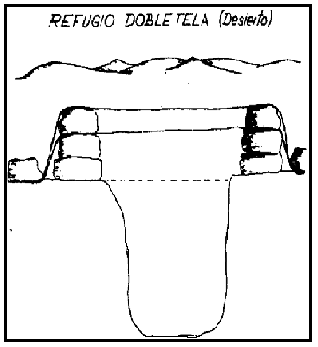 REFUGIO DOBLE TELA (Desierto)